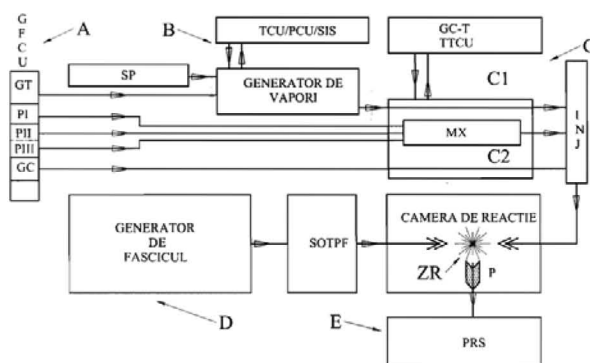 G
F
C
U
A
B
TCU/PCU/SIS
GC-T
TTCU
C
SP
GENERATOR DE
VAPORI
C1
GT
PI
PII
PIII
GC
MX
C2
I
N
J
GENERATOR
DE
FASCICUL
SOTPF
CAMERA DE REACTIE
ZR
P
D
E
PRS